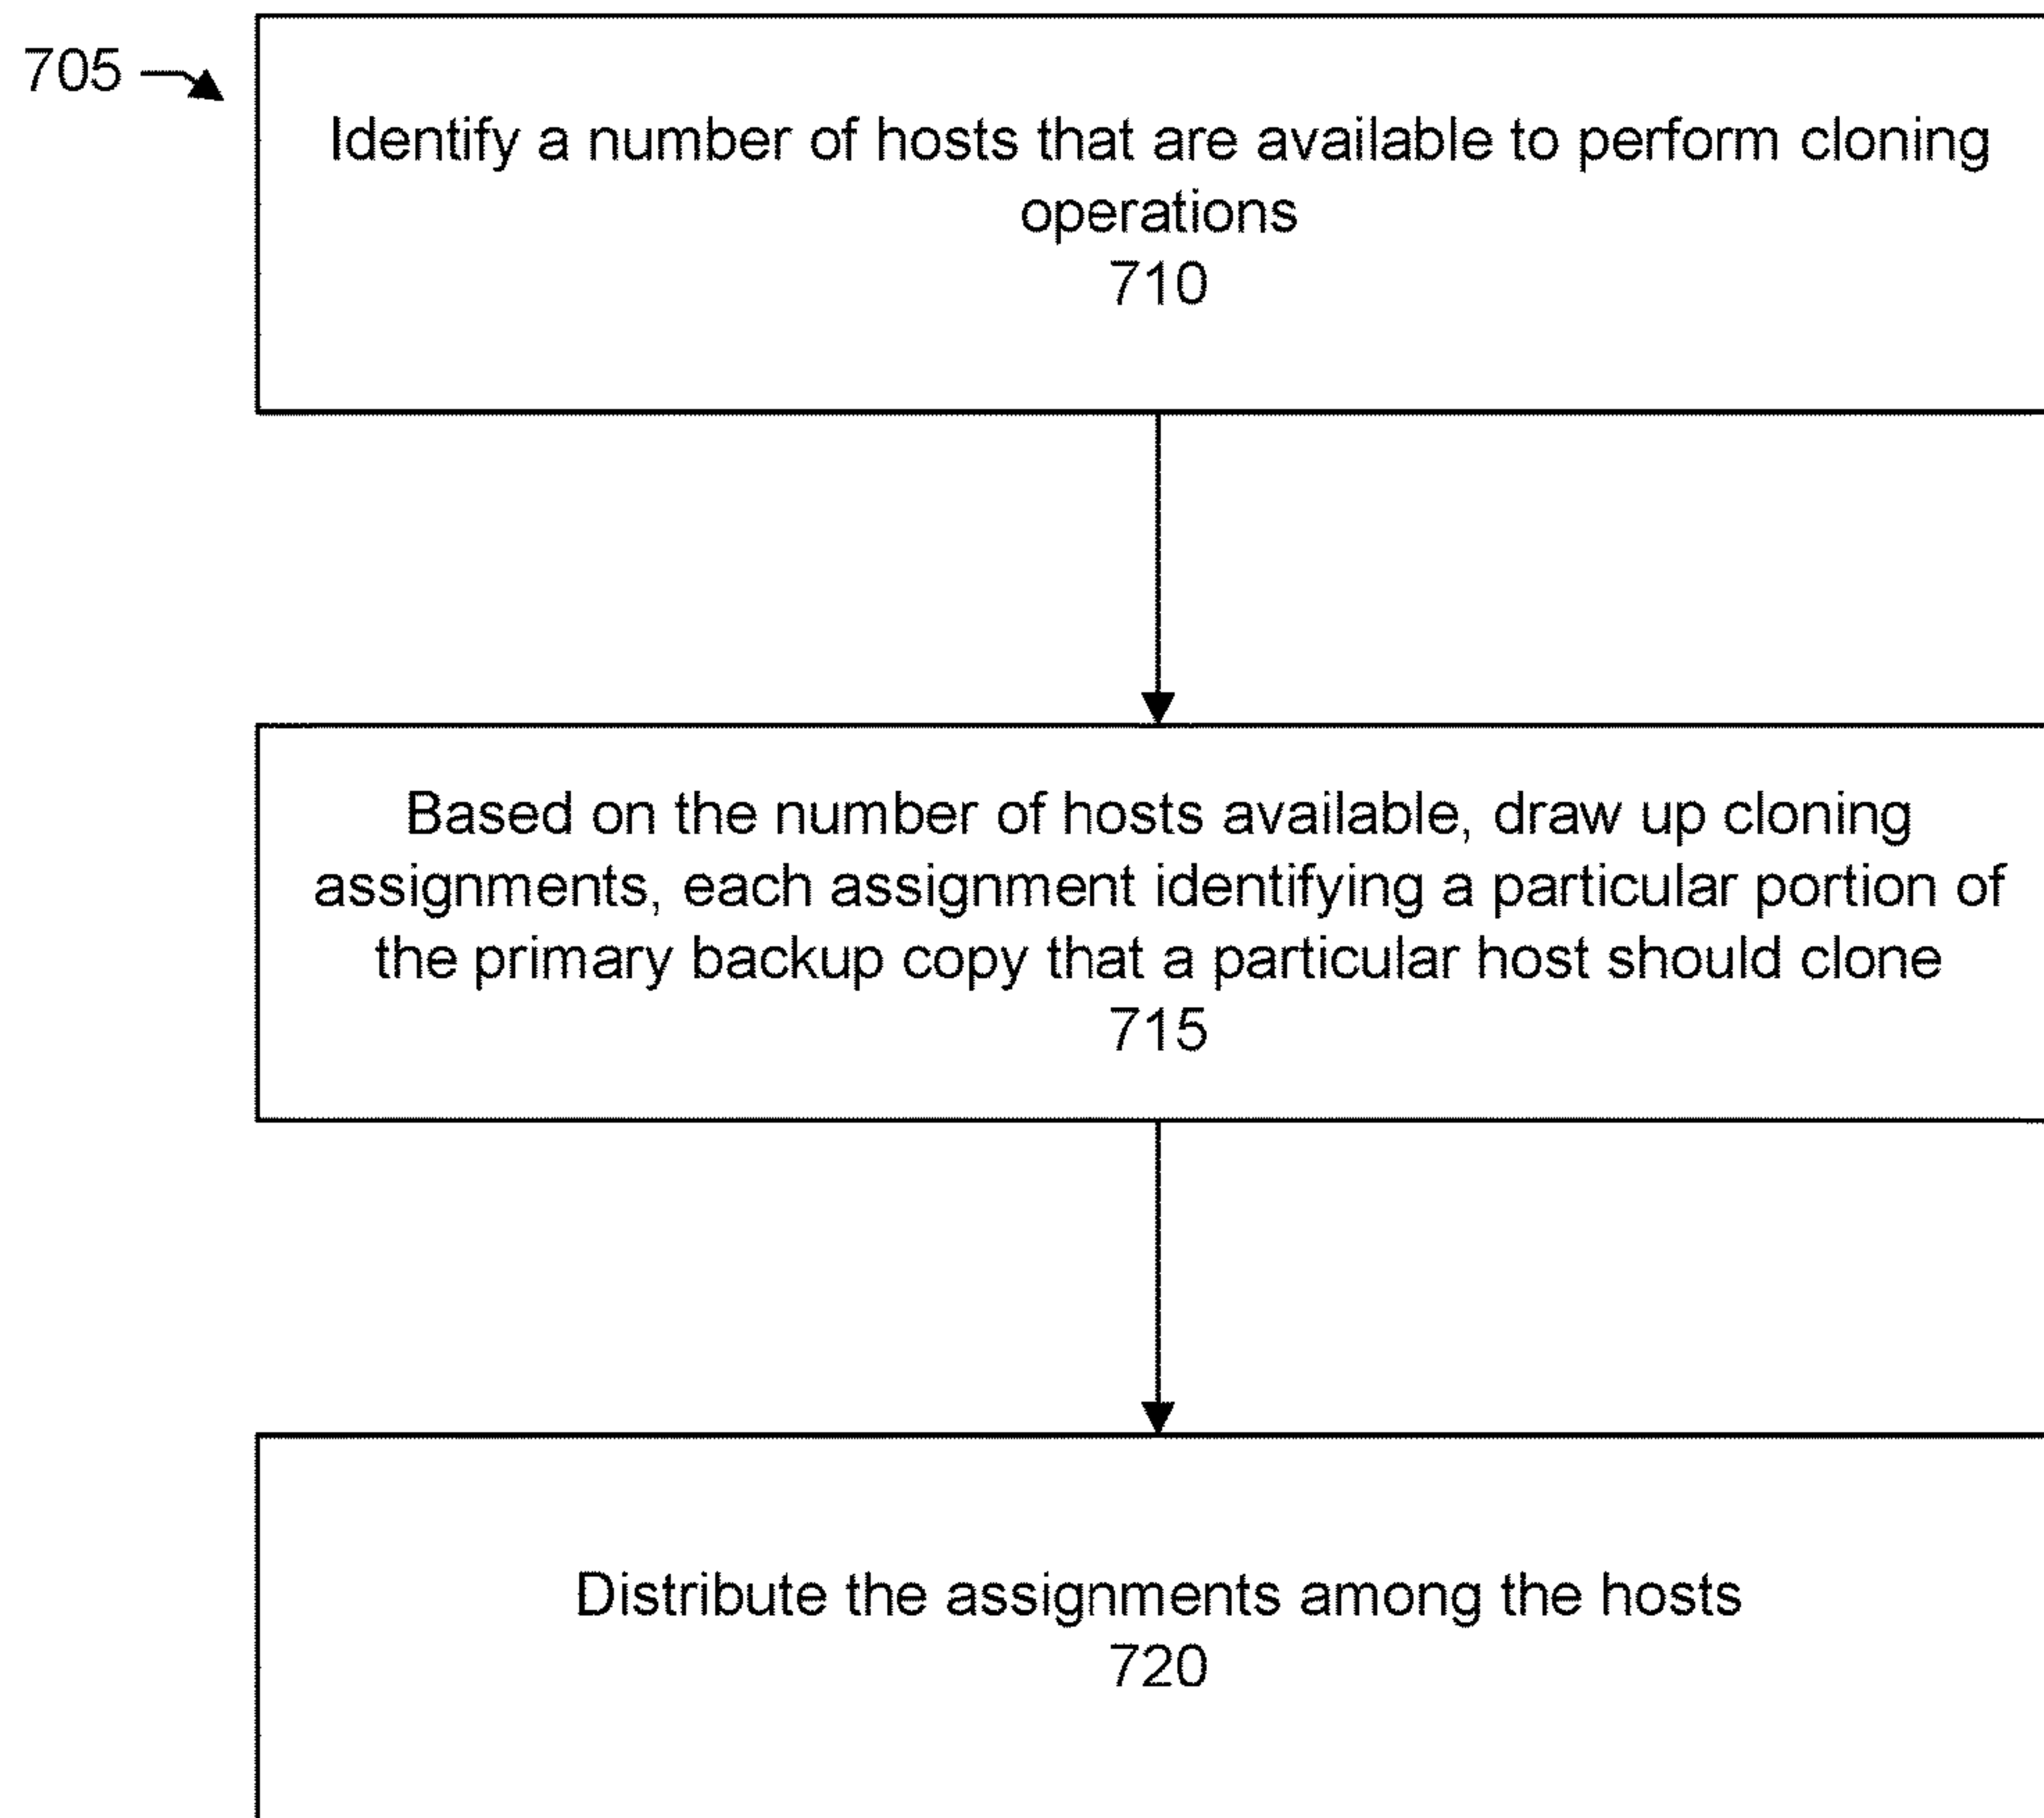 705
Identify a number of hosts that are available to perform cloning
operations
710
Based on the number of hosts available, draw up cloning
assignments, each assignment identifying a particular portion of
the primary backup copy that a particular host should clone
715
Distribute the assignments among the hosts
720